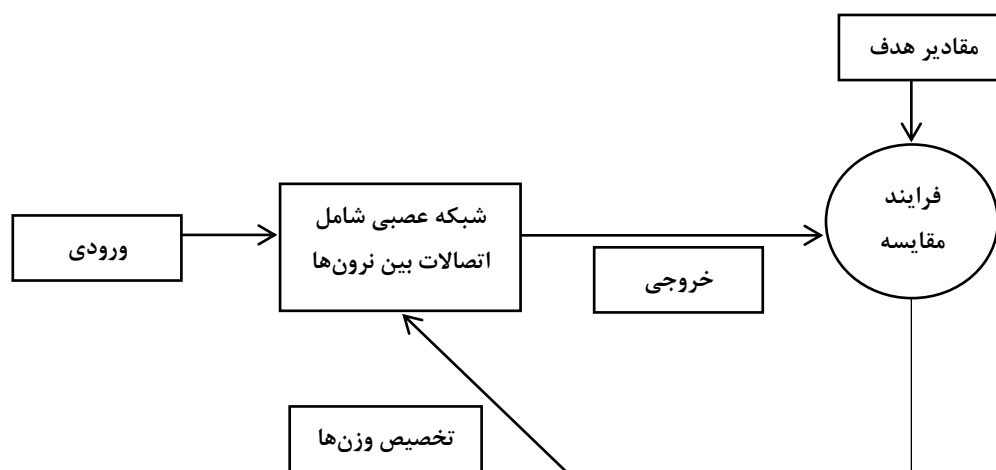 مقادیر هدف
فرایند
مقایسه
شبکه عصبی شامل
اتصالات بین نرون‌ها
ورودی
خروجی
تخصیص وزن‌ها